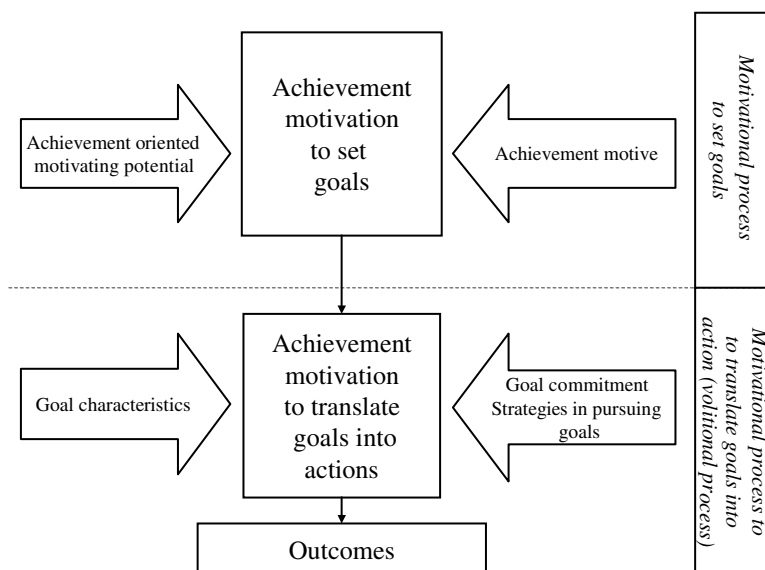 Achievement
motivation
to set
goals
Achievement oriented
motivating potential
Achievement motive
Motivational process
to set goals
Achievement
motivation
to translate
goals into
actions
Goal characteristics
Goal commitment
Strategies in pursuing
goals
Motivational process to
to translate goals into
action (volitional process)
Outcomes